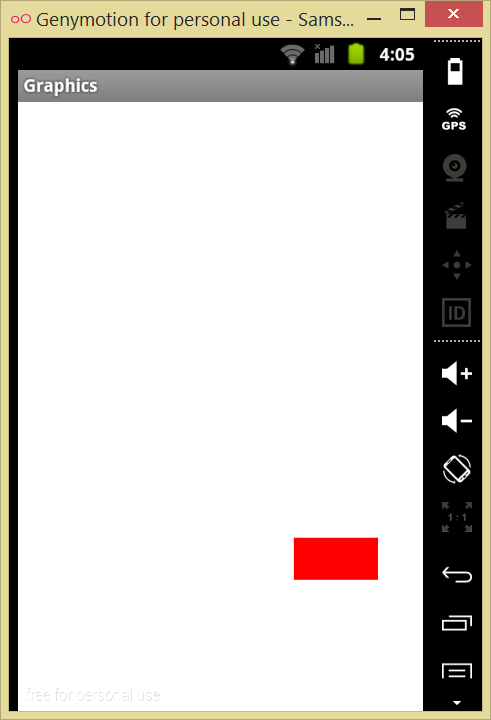 Genymotion for personal use - Sams...
4:05
Graphics
GPS
ID
1:1
free for personal use